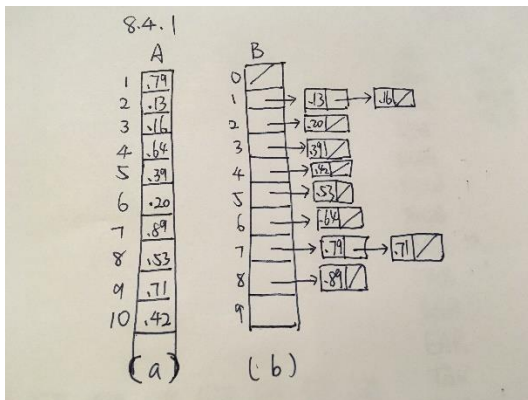 8.4.1
A B
0
1 .79 1 .13 .16
2 .13 2 .20
3 .16 3 .39
4 .64 4 .42
5 .39 5 .53
6 .20 6 .64
7 .89 7 .79 .71
8 .53 8 .89
9 .71 9
10 .42
(a) (b)